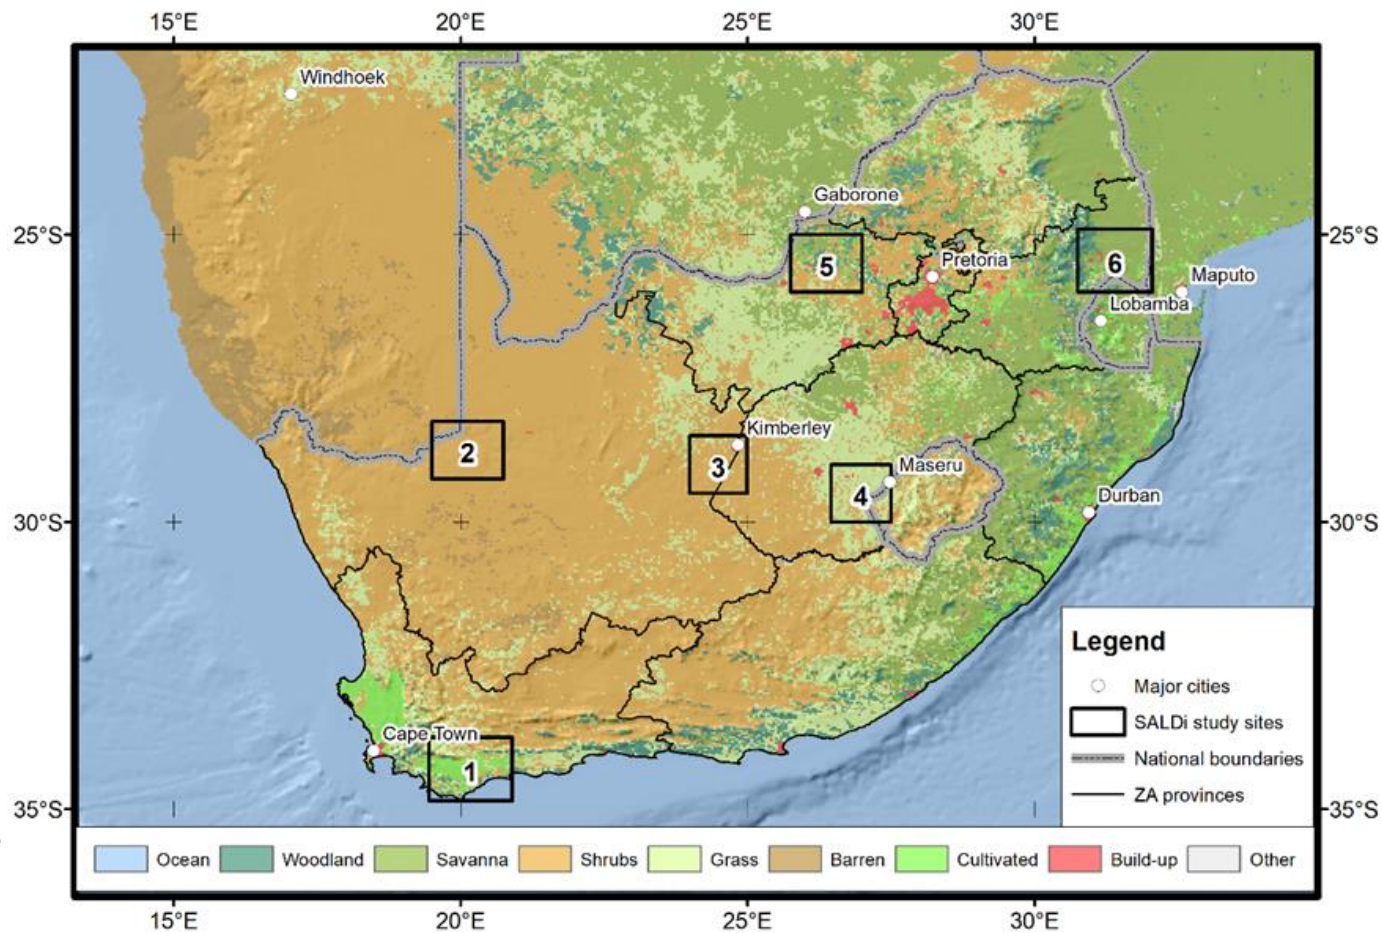 15°E 20°E 25°E 30°E
Windhoek
Gaborone
25°S 25°S
5 Pretoria 6
Maputo
Lobamba
Kimberley
2 3 Maseru
4
Durban
30°S 30°S
Legend
Major cities
Cape Town SALDi study sites
1 National boundaries
ZA provinces
35°S 35°S
Ocean Woodland Savanna Shrubs Grass Barren Cultivated Build-up Other
15°E 20°E 25°E 30°E